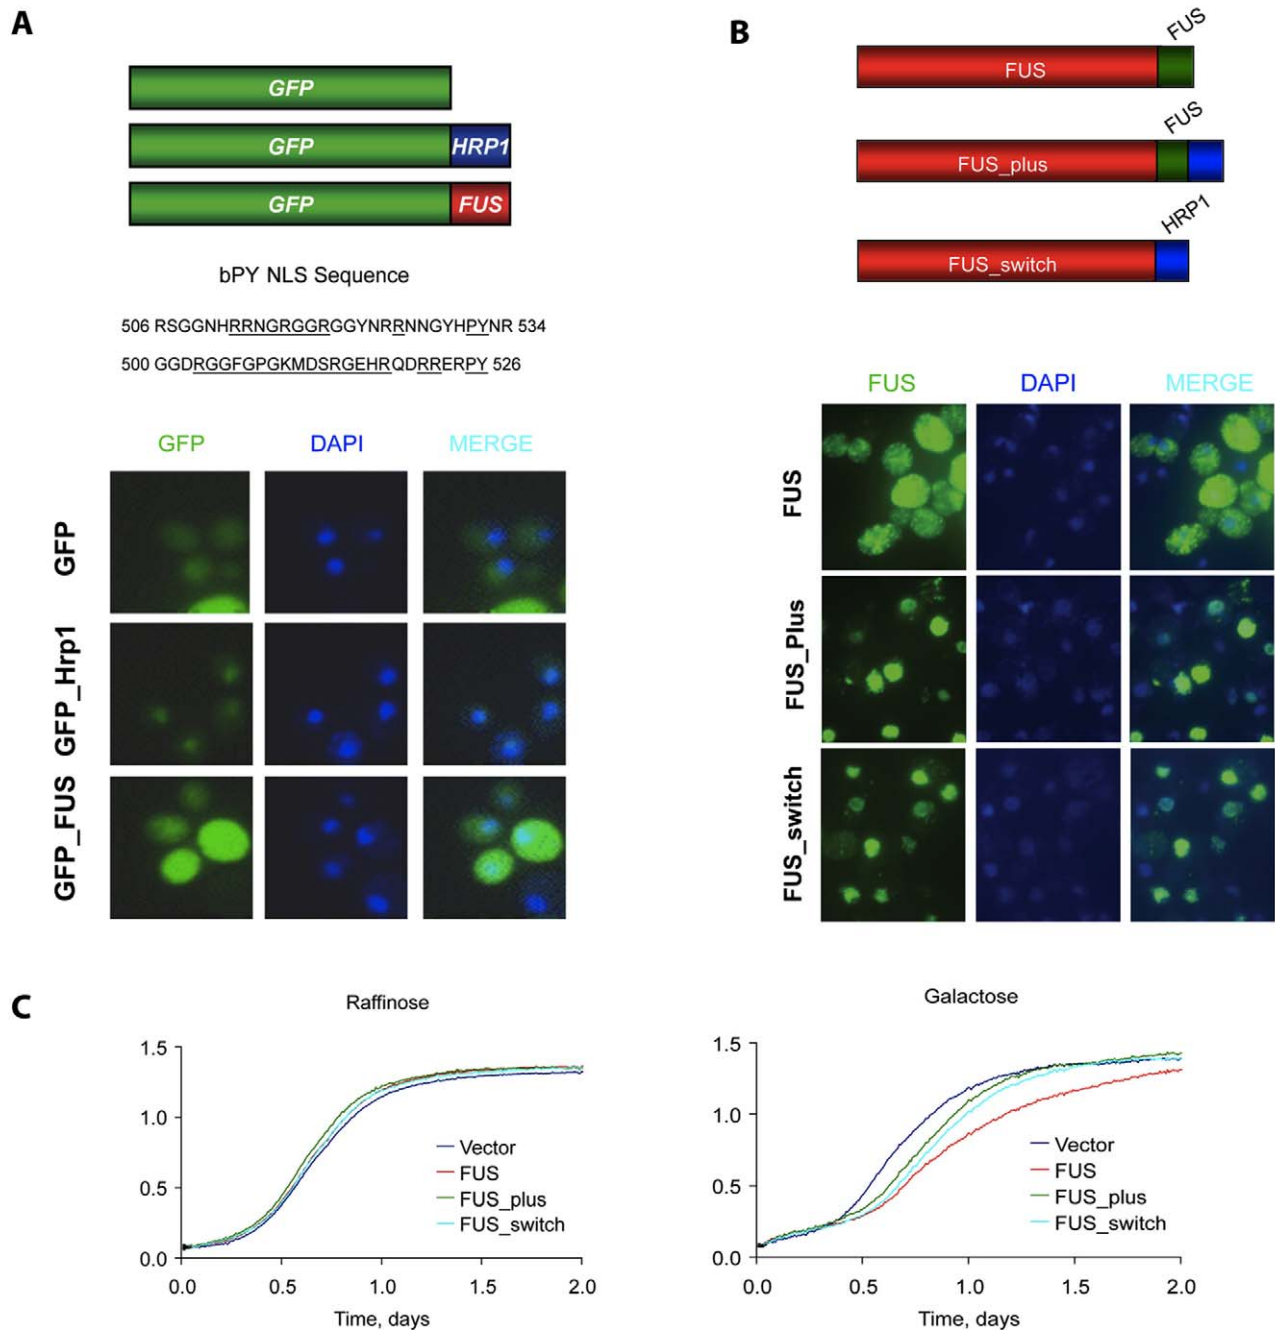 A
GFP
GFP HRP1
GFP FUS
bPY NLS Sequence
506 RSGGNHRRNGRGGRGGYNRRNNGYHPYNR 534
500 GGDRGGFGPGKMDSRGEHRQDRRERPY 526
GFP DAPI MERGE
GFP
GFP_Hrp1
GFP_FUS
B
FUS
FUS
FUS
FUS_plus
HRP1
FUS_switch
FUS DAPI MERGE
FUS
FUS_Plus
FUS_switch
C
Raffinose
1.5
1.0
0.5
0.0
Vector
FUS
FUS_plus
FUS_switch
0.0 0.5 1.0 1.5 2.0
Time, days
Galactose
1.5
1.0
0.5
0.0
Vector
FUS
FUS_plus
FUS_switch
0.0 0.5 1.0 1.5 2.0
Time, days